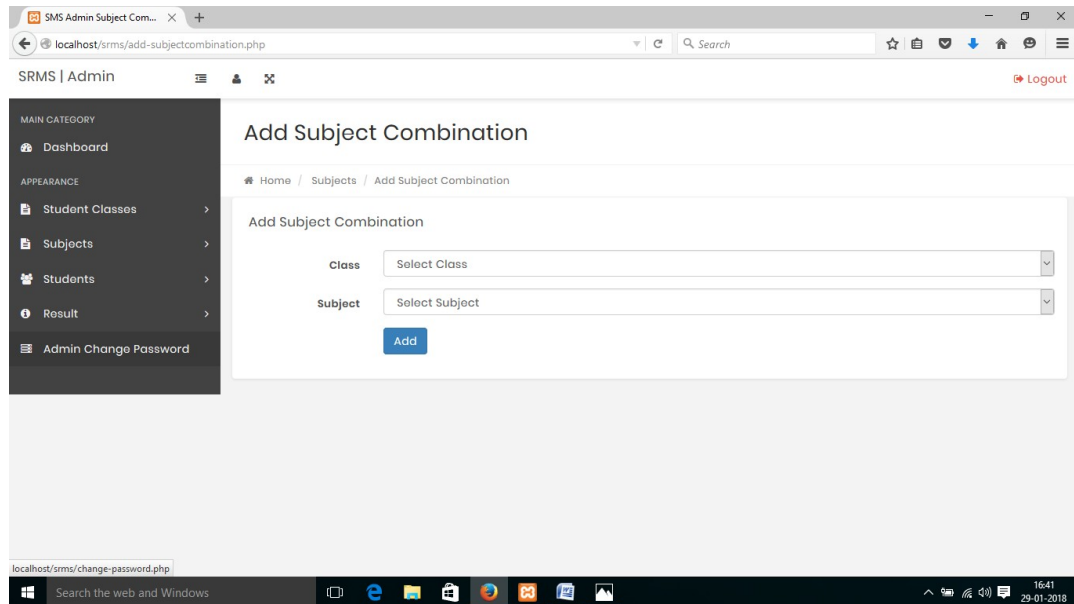 SMS Admin Subject Com...
localhost/srms/add-subjectcombination.php
Search
SRMS | Admin
Logout
MAIN CATEGORY
Dashboard
APPEARANCE
Student Classes
Subjects
Students
Result
Admin Change Password
Add Subject Combination
Home / Subjects / Add Subject Combination
Add Subject Combination
Class
Select Class
Subject
Select Subject
Add
localhost/srms/change-password.php
Search the web and Windows
16:41
29-01-2018